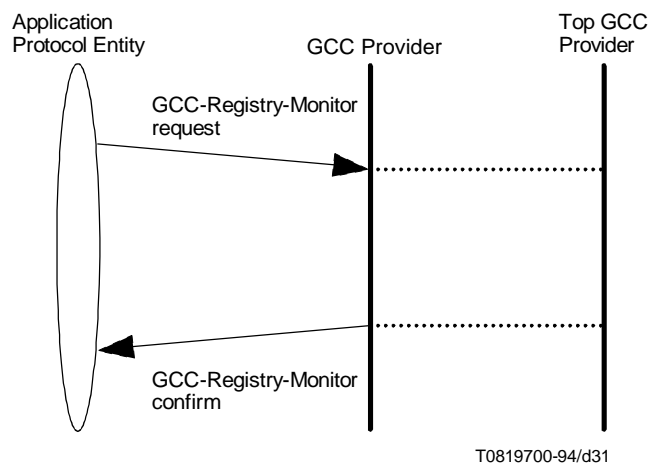 Application
Protocol Entity
GCC Provider
Top GCC
Provider
GCC-Registry-Monitor
request
GCC-Registry-Monitor
confirm
T0819700-94/d31